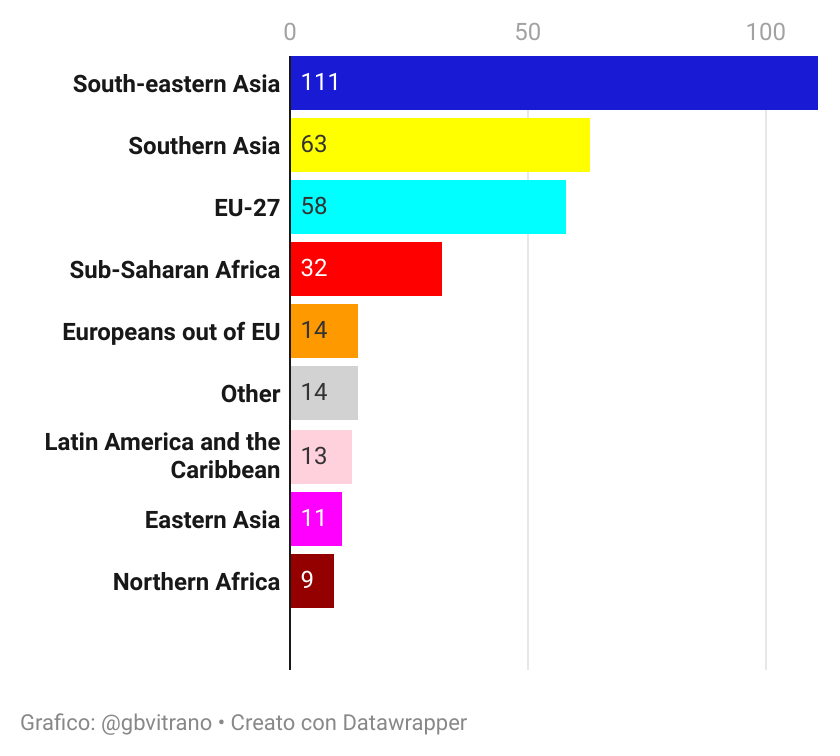 0 50 100
South-eastern Asia 111
Southern Asia 63
EU-27 58
Sub-Saharan Africa 32
Europeans out of EU 14
Other 14
Latin America and the
Caribbean 13
Eastern Asia 11
Northern Africa 9
Grafico: @gbvitrano • Creato con Datawrapper